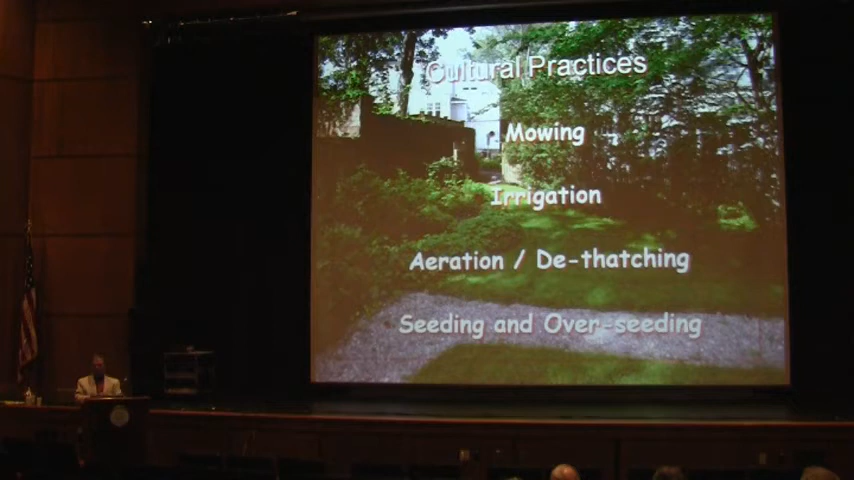 Cultural Practices
Mowing
Irrigation
Aeration / De-thatching
Seeding and Over-seeding